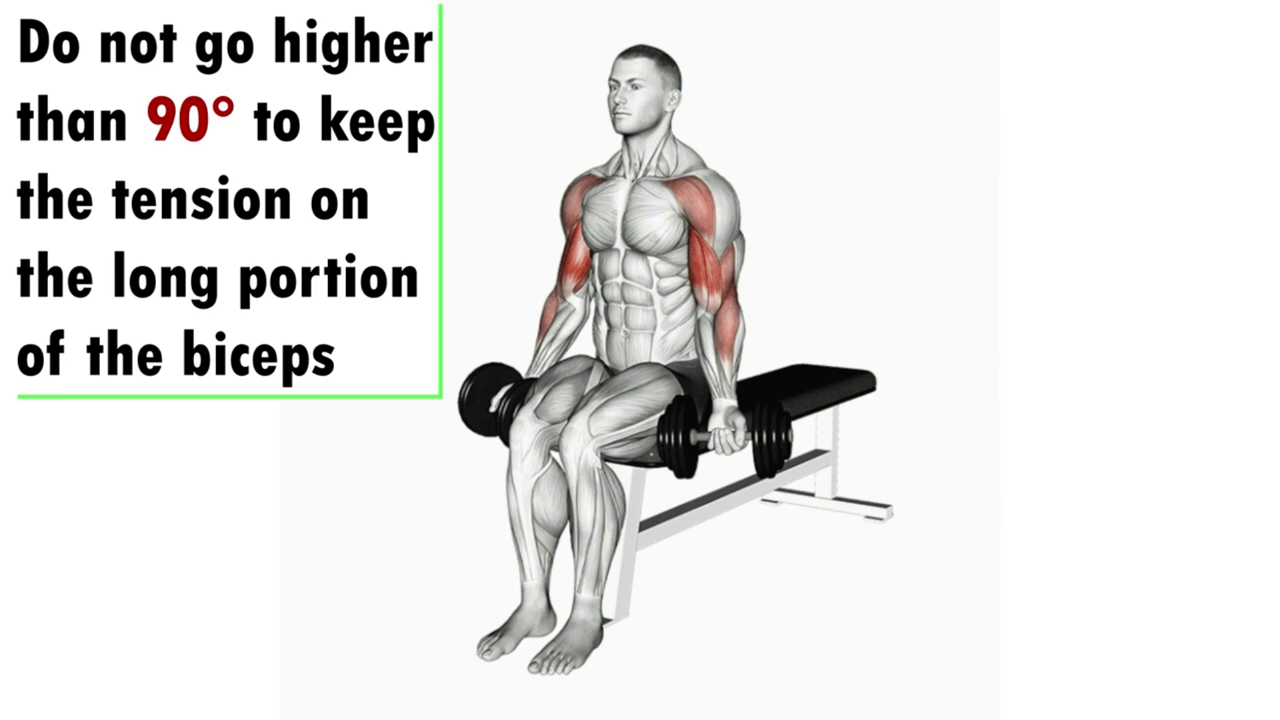 Do not go higher
than 90° to keep
the tension on
the long portion
of the biceps